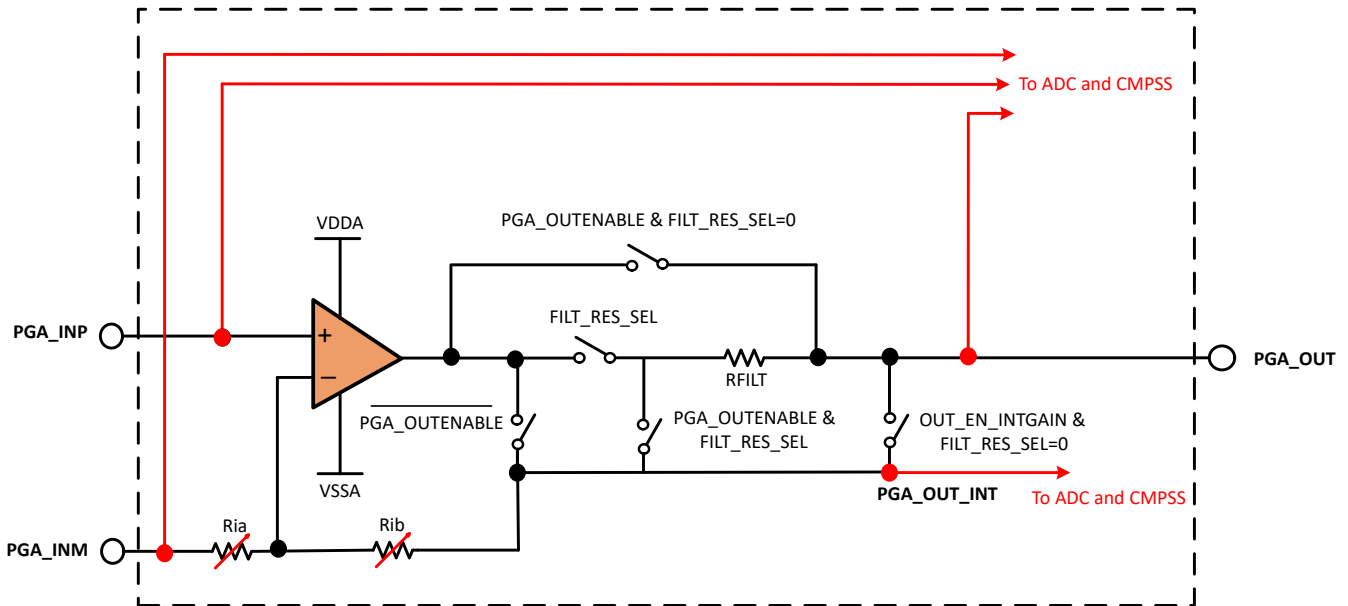 To ADC and CMPSS
PGA_OUTENABLE & FILT_RES_SEL=0
VDDA
PGA_INP
+
−
FILT_RES_SEL
RFILT
PGA_OUT
PGA_OUTENABLE
PGA_OUTENABLE &
FILT_RES_SEL
OUT_EN_INTGAIN &
FILT_RES_SEL=0
VSSA
PGA_OUT_INT
To ADC and CMPSS
PGA_INM
Ria
Rib